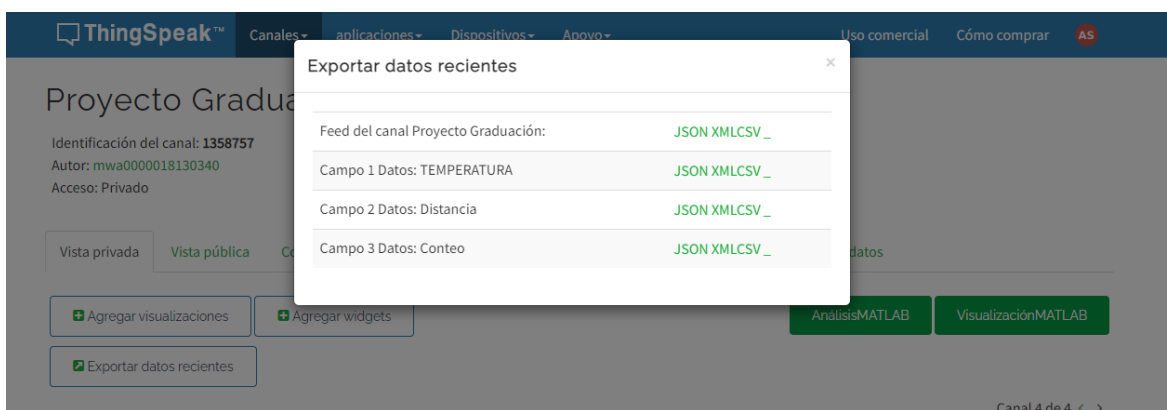 ThingSpeak™ Canales aplicaciones Dispositivos Apoyo Uso comercial Cómo comprar AS
Exportar datos recientes ×
Proyecto Gradua
Identificación del canal: 1358757
Autor: mwa0000018130340
Acceso: Privado
Feed del canal Proyecto Graduación: JSON XMLCSV _
Campo 1 Datos: TEMPERATURA JSON XMLCSV _
Campo 2 Datos: Distancia JSON XMLCSV _
Campo 3 Datos: Conteo JSON XMLCSV _
Vista privada Vista pública Co datos
Agregar visualizaciones Agregar widgets AnálisisMATLAB VisualizaciónMATLAB
Exportar datos recientes
Canal 4 de 4 < >